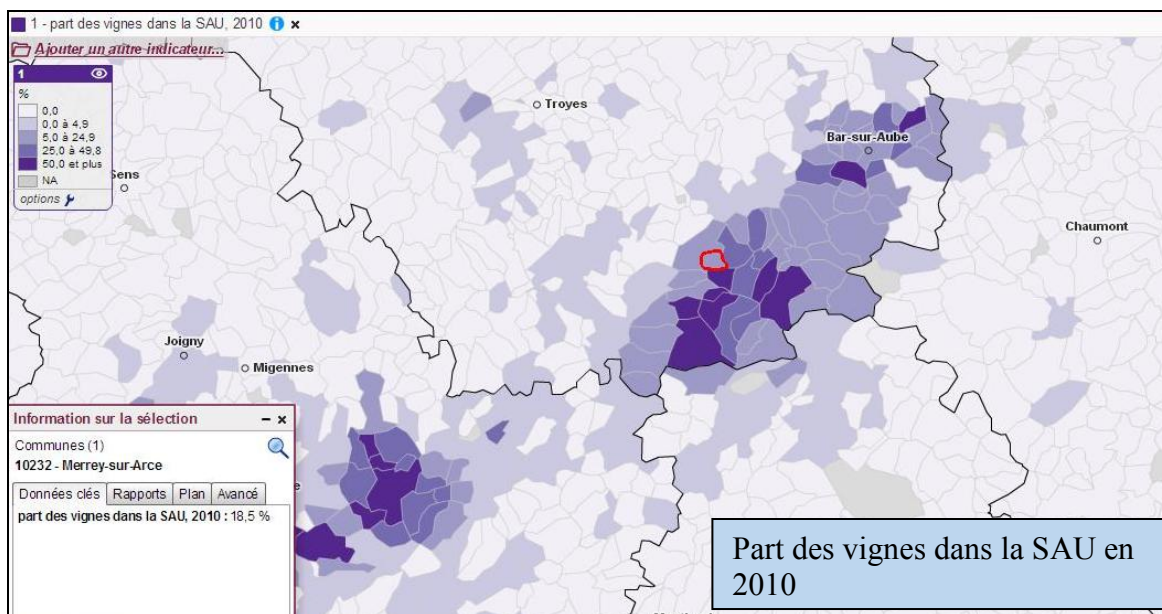 1 - part des vignes dans la SAU, 2010
Ajouter un autre indicateur...
1
%
0,0
0,0 à 4,9
5,0 à 24,9
25,0 à 49,8
50,0 et plus
NA
options
Sens
Troyes
Bar-sur-Aube
Chaumont
Joigny
Migennes
Information sur la sélection
Communes (1)
10232 - Merrey-sur-Arce
Données clés Rapports Plan Avancé
part des vignes dans la SAU, 2010 : 18,5 %
Part des vignes dans la SAU en
2010